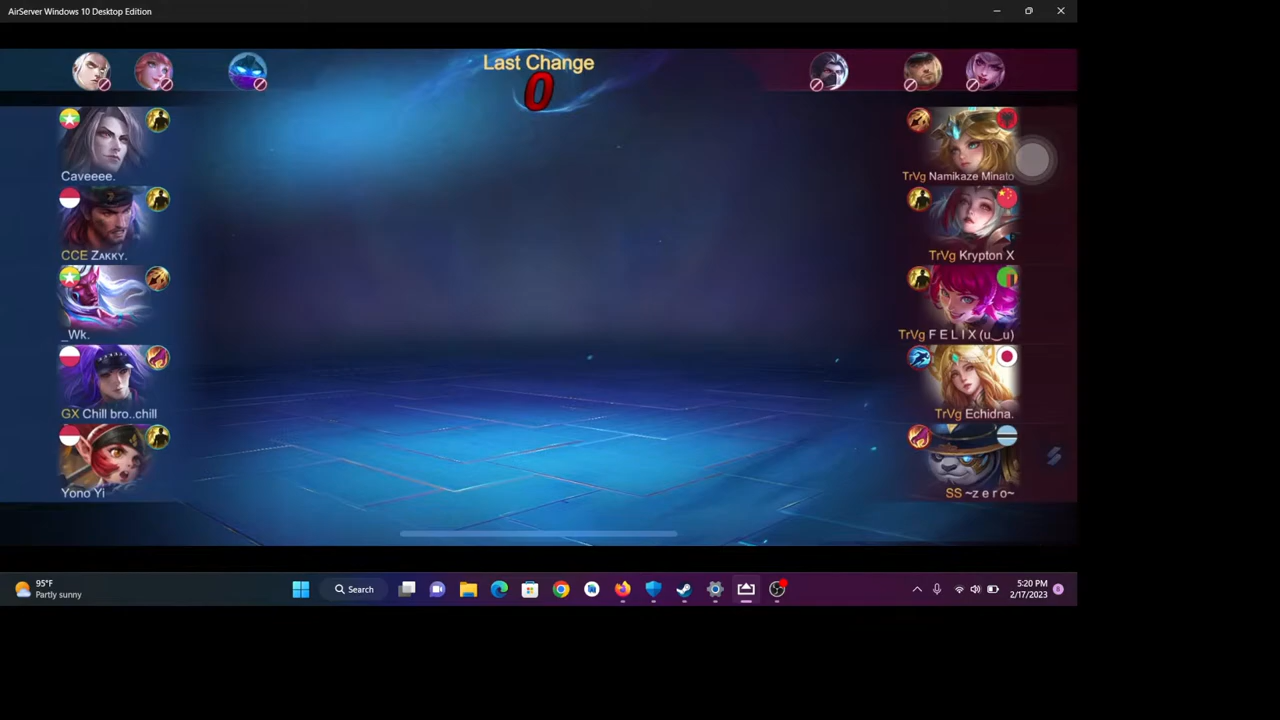 AirServer Windows 10 Desktop Edition
Last Change
0
Caveeee.
CCE ZAKKY.
_Wk.
GX Chill bro..chill
Yono Yi
TrVg Namikaze Minato
TrVg Krypton X
TrVg F E L I X (u‿u)
TrVg Echidna.
SS ~z e r o~
95°F
Partly sunny
Search
5:20 PM
2/17/2023
8